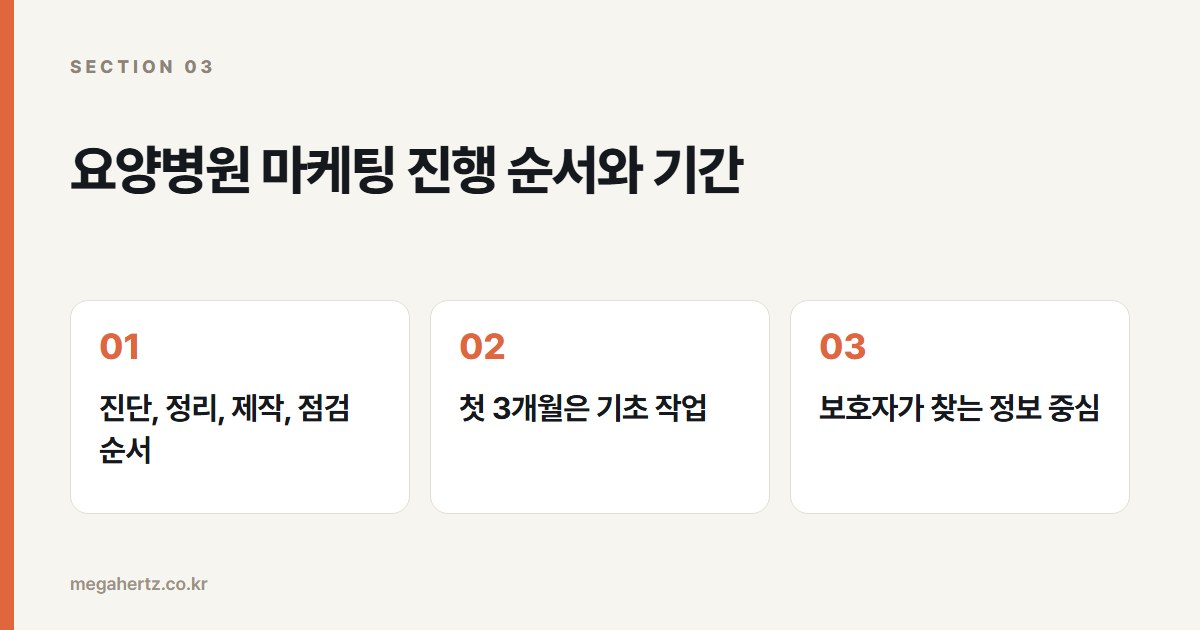 SECTION 03
요양병원 마케팅 진행 순서와 기간
01
진단, 정리, 제작, 점검
순서
02
첫 3개월은 기초 작업
03
보호자가 찾는 정보 중심
megahertz.co.kr